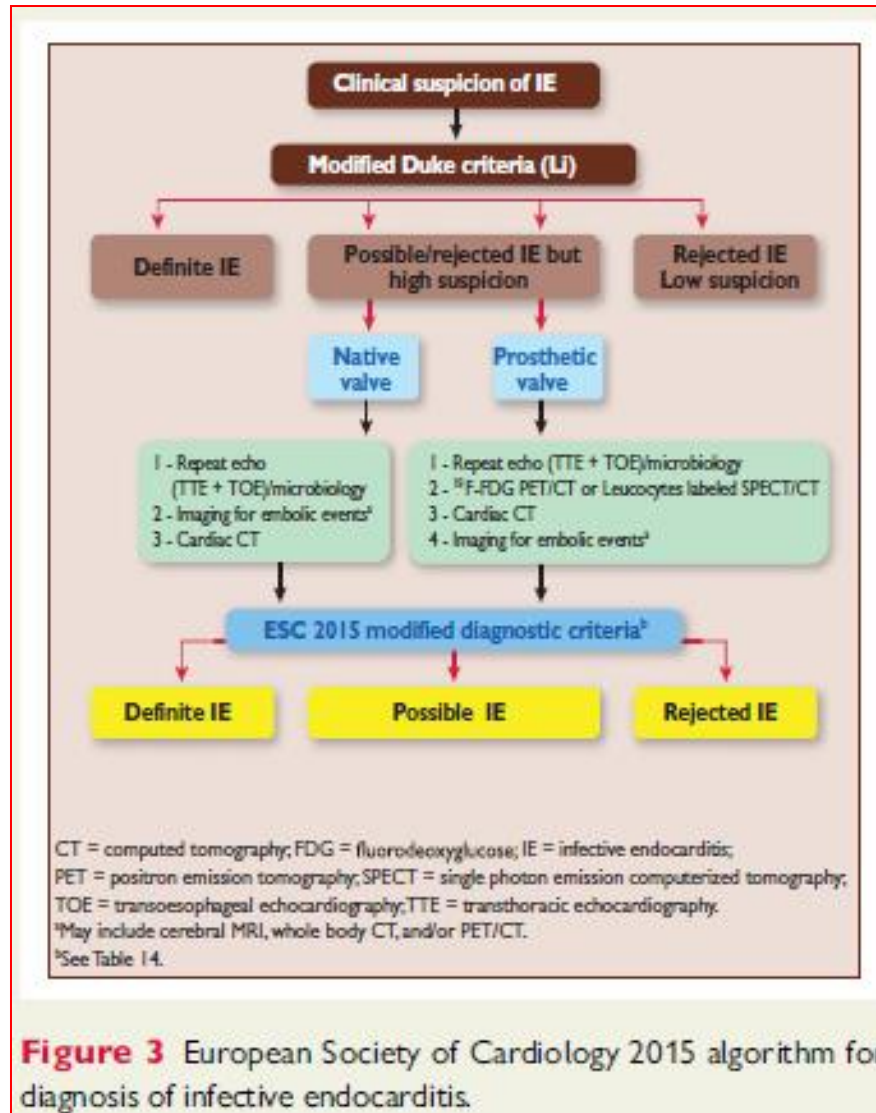 Clinical suspicion of IE
Modified Duke criteria (Li)
Definite IE
Possible/rejected IE but
high suspicion
Rejected IE
Low suspicion
Native
valve
Prosthetic
valve
1 - Repeat echo
(TTE + TOE)/microbiology
2 - Imaging for embolic eventsᵃ
3 - Cardiac CT
1 - Repeat echo (TTE + TOE)/microbiology
2 - ¹⁸F-FDG PET/CT or Leucocytes labeled SPECT/CT
3 - Cardiac CT
4 - Imaging for embolic eventsᵃ
ESC 2015 modified diagnostic criteriaᵇ
Definite IE
Possible IE
Rejected IE
CT = computed tomography; FDG = fluorodeoxyglucose; IE = infective endocarditis;
PET = positron emission tomography; SPECT = single photon emission computerized tomography;
TOE = transoesophageal echocardiography; TTE = transthoracic echocardiography.
ᵃMay include cerebral MRI, whole body CT, and/or PET/CT.
ᵇSee Table 14.
Figure 3 European Society of Cardiology 2015 algorithm for
diagnosis of infective endocarditis.